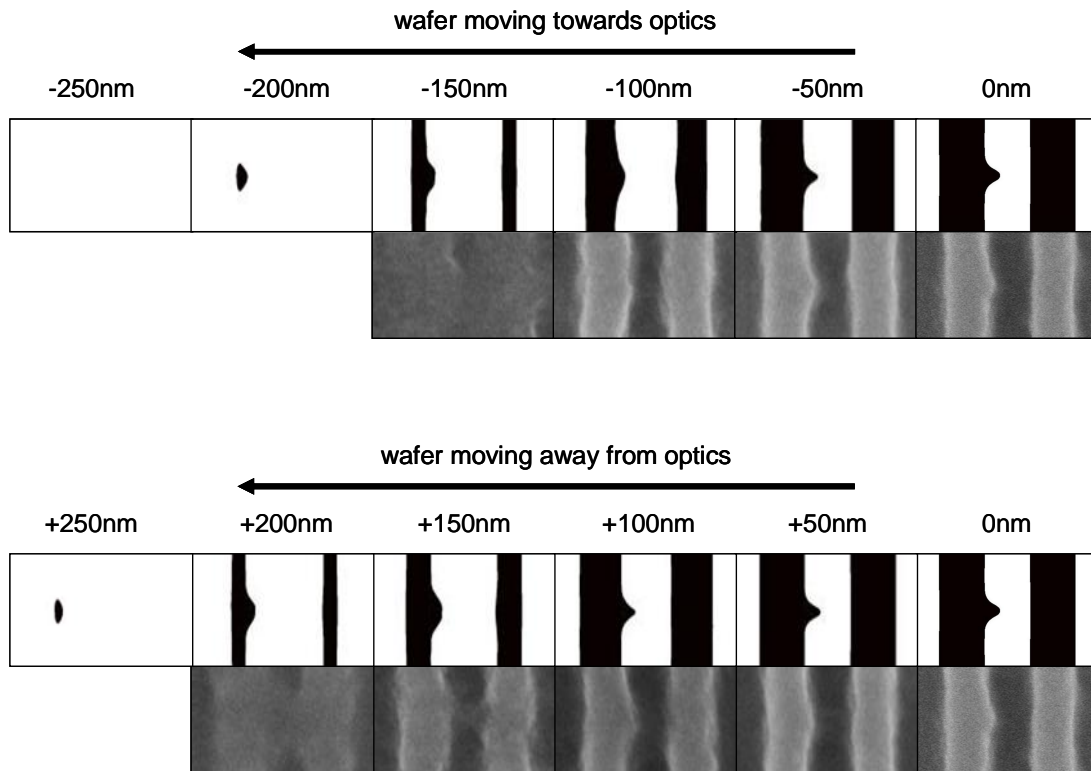 wafer moving towards optics
-250nm -200nm -150nm -100nm -50nm 0nm
wafer moving away from optics
+250nm +200nm +150nm +100nm +50nm 0nm